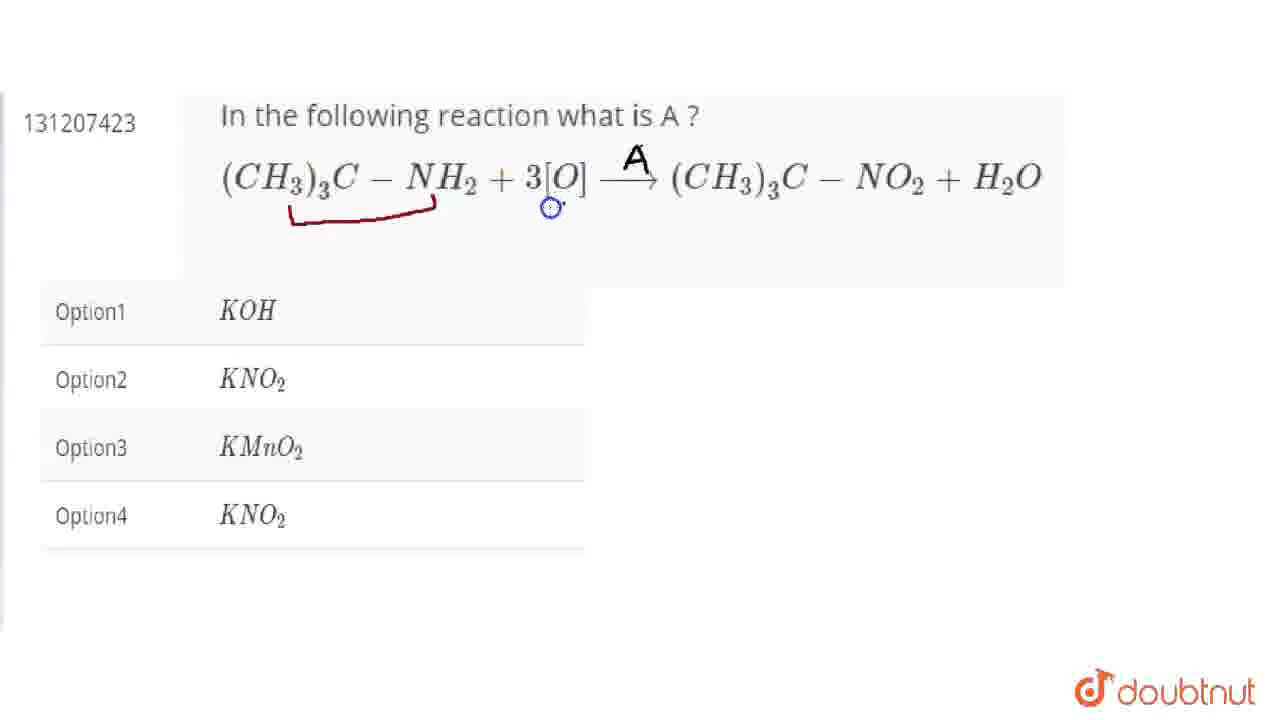 131207423
In the following reaction what is A ?
A
(CH₃)₃C − NH₂ + 3[O] ⟶ (CH₃)₃C − NO₂ + H₂O
Option1 KOH
Option2 KNO₂
Option3 KMnO₂
Option4 KNO₂
doubtnut